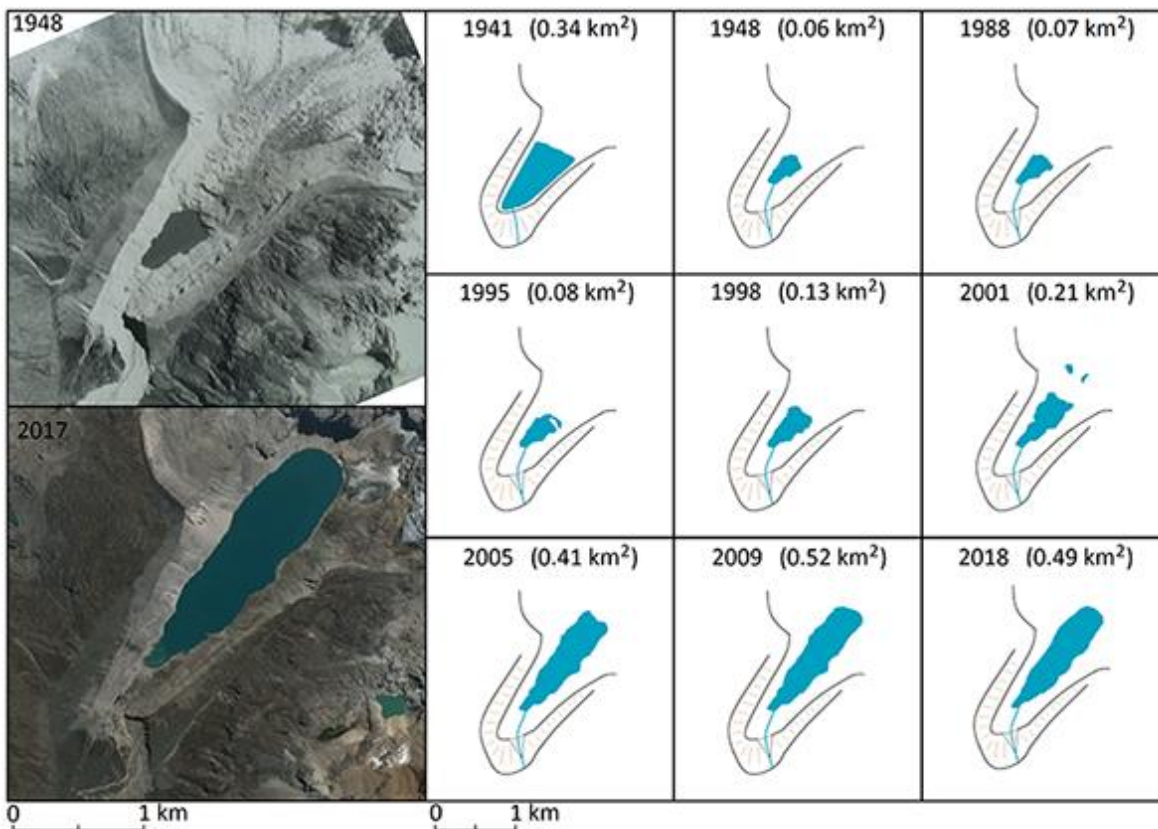 1948
1941 (0.34 km²)
1948 (0.06 km²)
1988 (0.07 km²)
1995 (0.08 km²)
1998 (0.13 km²)
2001 (0.21 km²)
2017
2005 (0.41 km²)
2009 (0.52 km²)
2018 (0.49 km²)
0 1 km
0 1 km